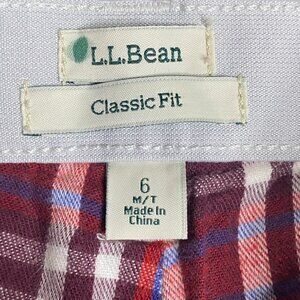 L.L.Bean
Classic Fit
6
M/T
Made In
China